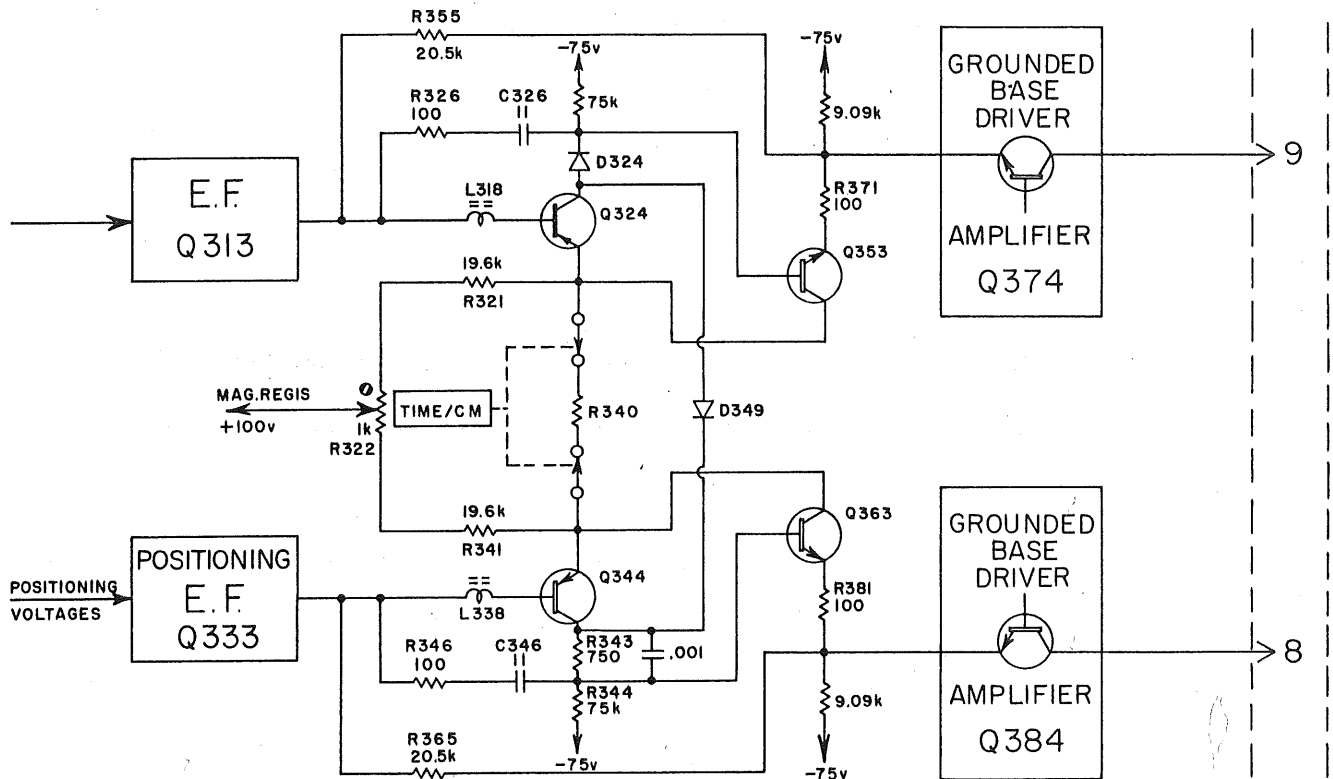 R355
20.5k
-75v
75k
R326
100
C326
D324
-75v
9.09k
GROUNDED
BASE
DRIVER
AMPLIFIER
Q374
9
E.F.
Q313
L318
Q324
R371
100
Q353
19.6k
R321
MAG.REGIS
+100v
1k
R322
TIME/CM
R340
D349
19.6k
R341
POSITIONING
E.F.
Q333
POSITIONING
VOLTAGES
L338
Q344
Q363
R381
100
GROUNDED
BASE
DRIVER
AMPLIFIER
Q384
8
R346
100
C346
R343
750
.001
R344
75k
-75v
9.09k
-75v
R365
20.5k